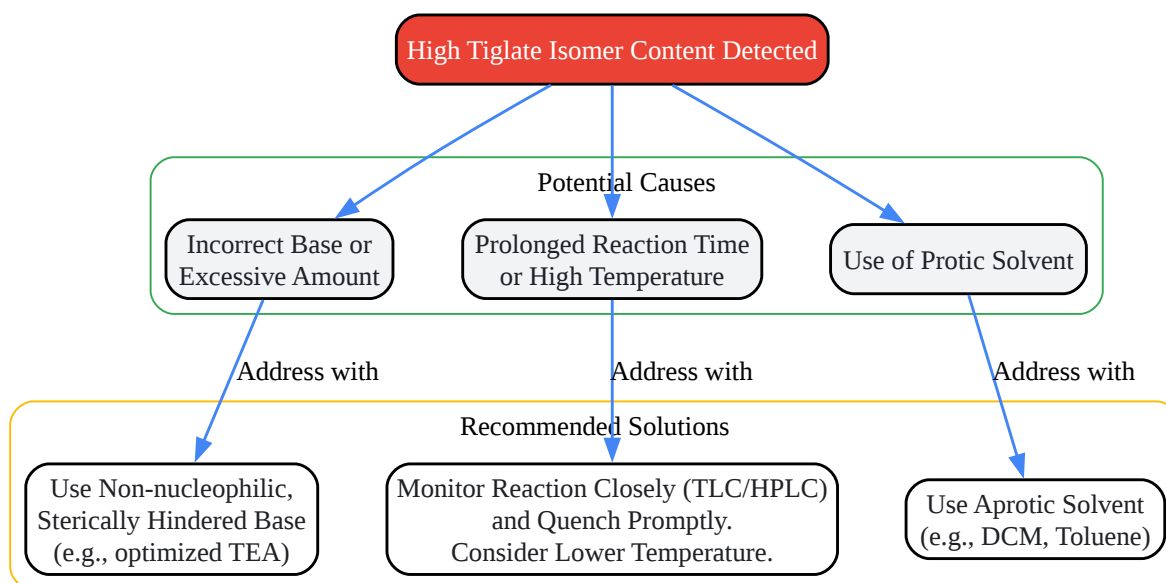 High Tiglate Isomer Content Detected
Potential Causes
Incorrect Base or
Excessive Amount
Prolonged Reaction Time
or High Temperature
Use of Protic Solvent
Address with
Address with
Address with
Recommended Solutions
Use Non-nucleophilic,
Sterically Hindered Base
(e.g., optimized TEA)
Monitor Reaction Closely (TLC/HPLC)
and Quench Promptly.
Consider Lower Temperature.
Use Aprotic Solvent
(e.g., DCM, Toluene)